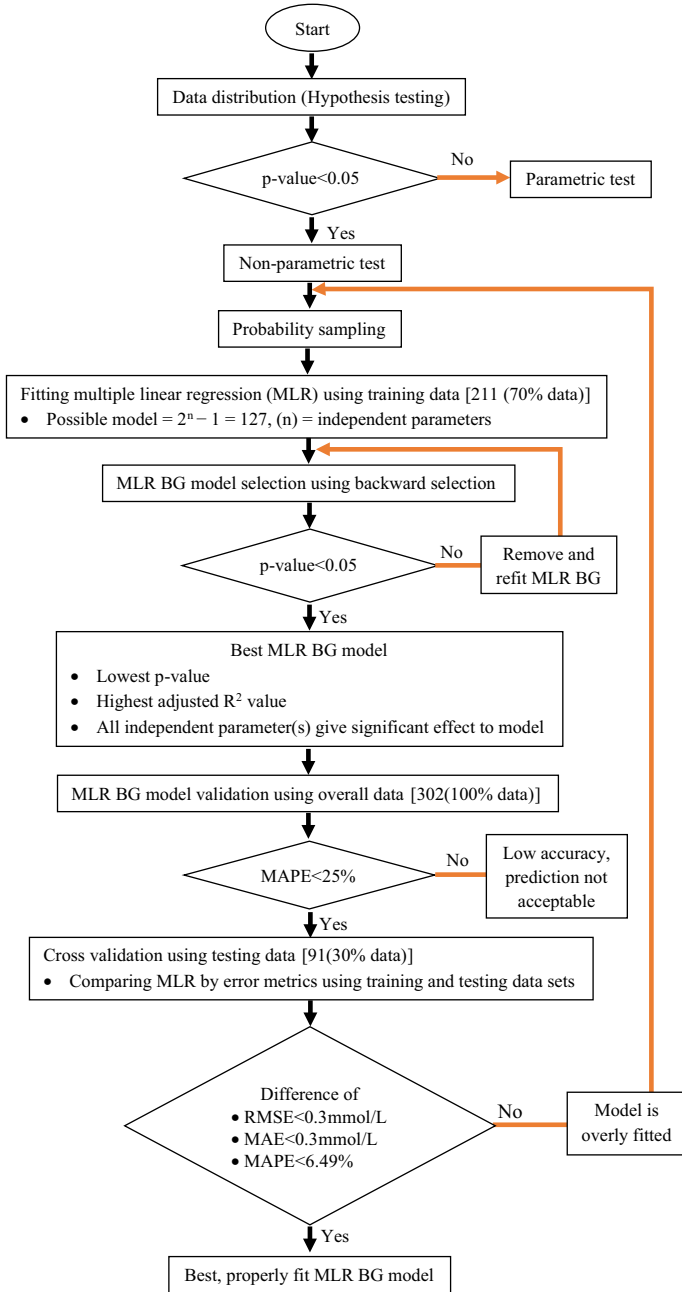 Start
Data distribution (Hypothesis testing)
p-value<0.05
No
Parametric test
Yes
Non-parametric test
Probability sampling
Fitting multiple linear regression (MLR) using training data [211 (70% data)]
• Possible model = 2ⁿ – 1 = 127, (n) = independent parameters
MLR BG model selection using backward selection
p-value<0.05
No
Remove and
refit MLR BG
Yes
Best MLR BG model
• Lowest p-value
• Highest adjusted R² value
• All independent parameter(s) give significant effect to model
MLR BG model validation using overall data [302(100% data)]
MAPE<25%
No
Low accuracy,
prediction not
acceptable
Yes
Cross validation using testing data [91(30% data)]
• Comparing MLR by error metrics using training and testing data sets
Difference of
• RMSE<0.3mmol/L
• MAE<0.3mmol/L
• MAPE<6.49%
No
Model is
overly fitted
Yes
Best, properly fit MLR BG model